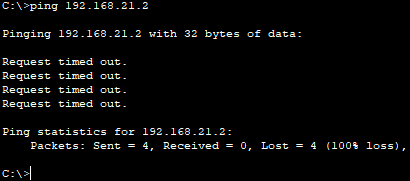 C:\>ping 192.168.21.2
Pinging 192.168.21.2 with 32 bytes of data:
Request timed out.
Request timed out.
Request timed out.
Request timed out.
Ping statistics for 192.168.21.2:
Packets: Sent = 4, Received = 0, Lost = 4 (100% loss),
C:\>